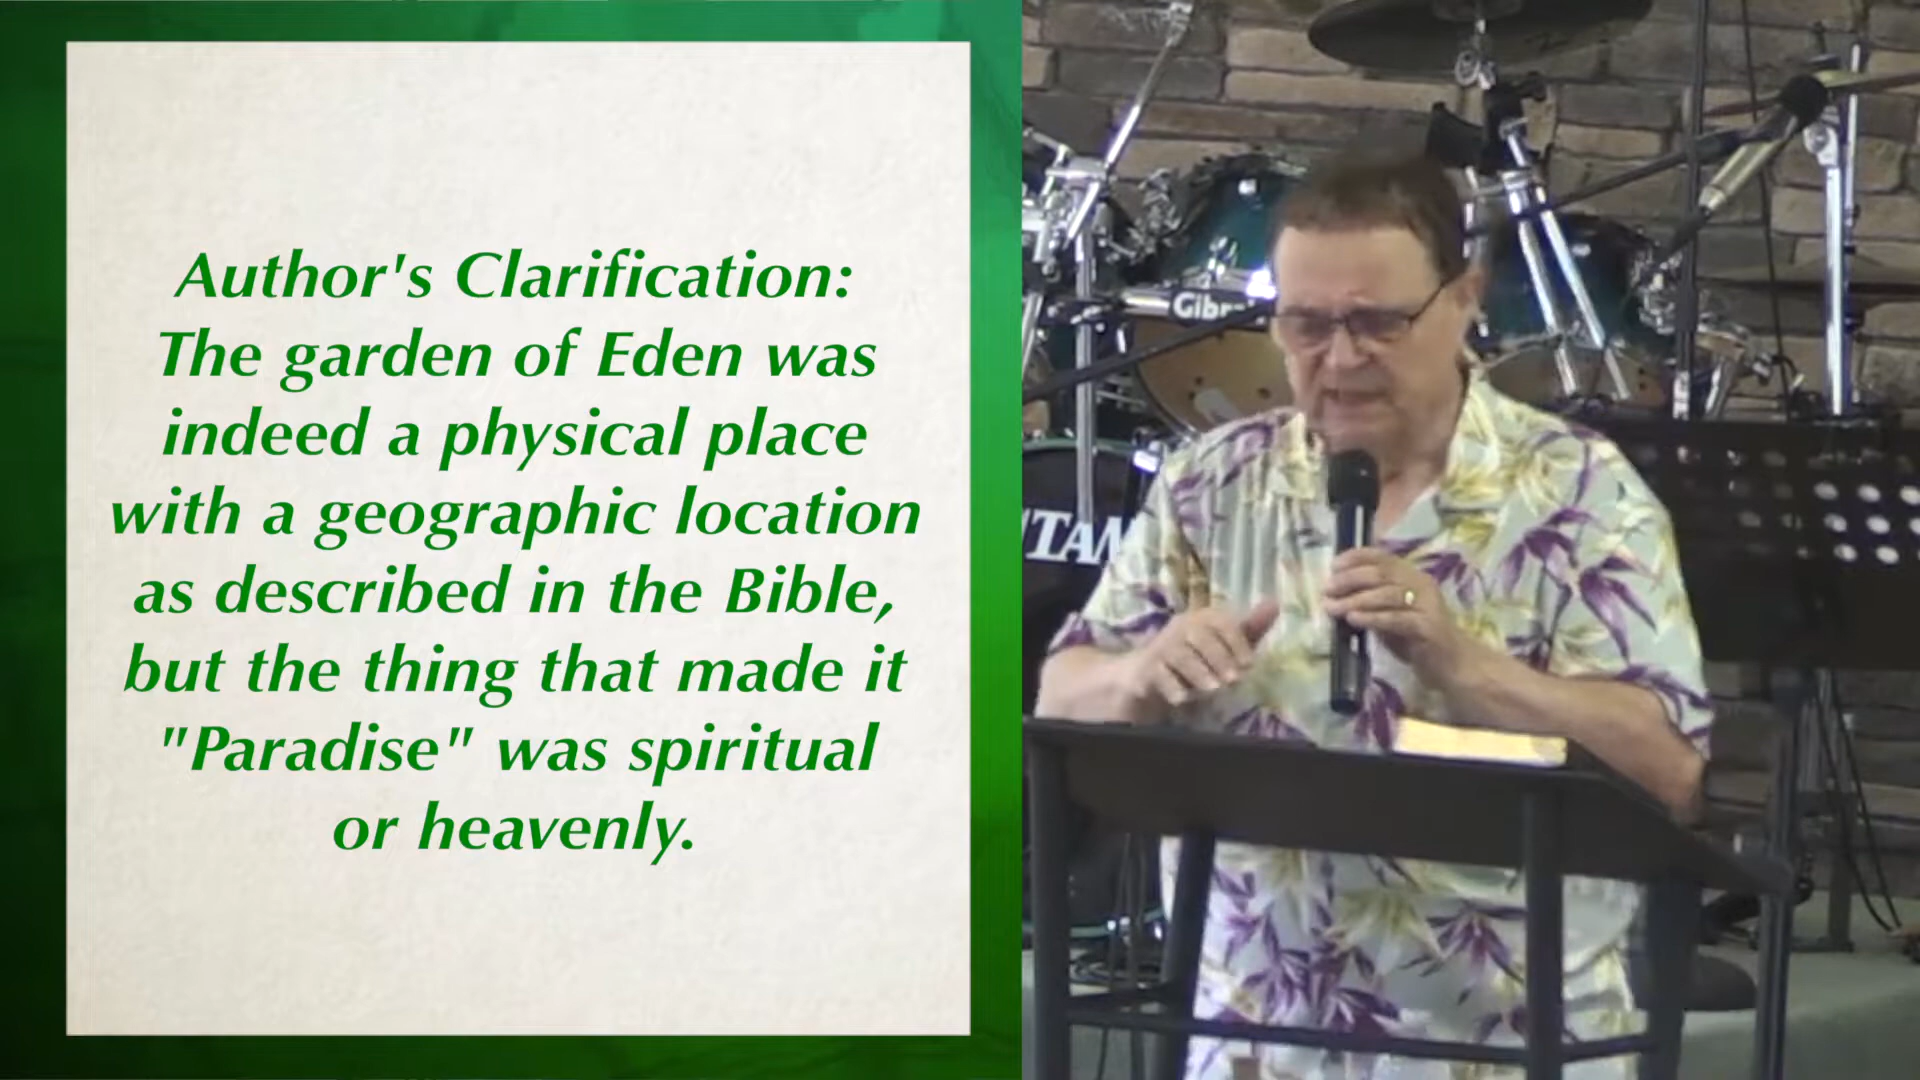 Author's Clarification:
The garden of Eden was
indeed a physical place
with a geographic location
as described in the Bible,
but the thing that made it
"Paradise" was spiritual
or heavenly.